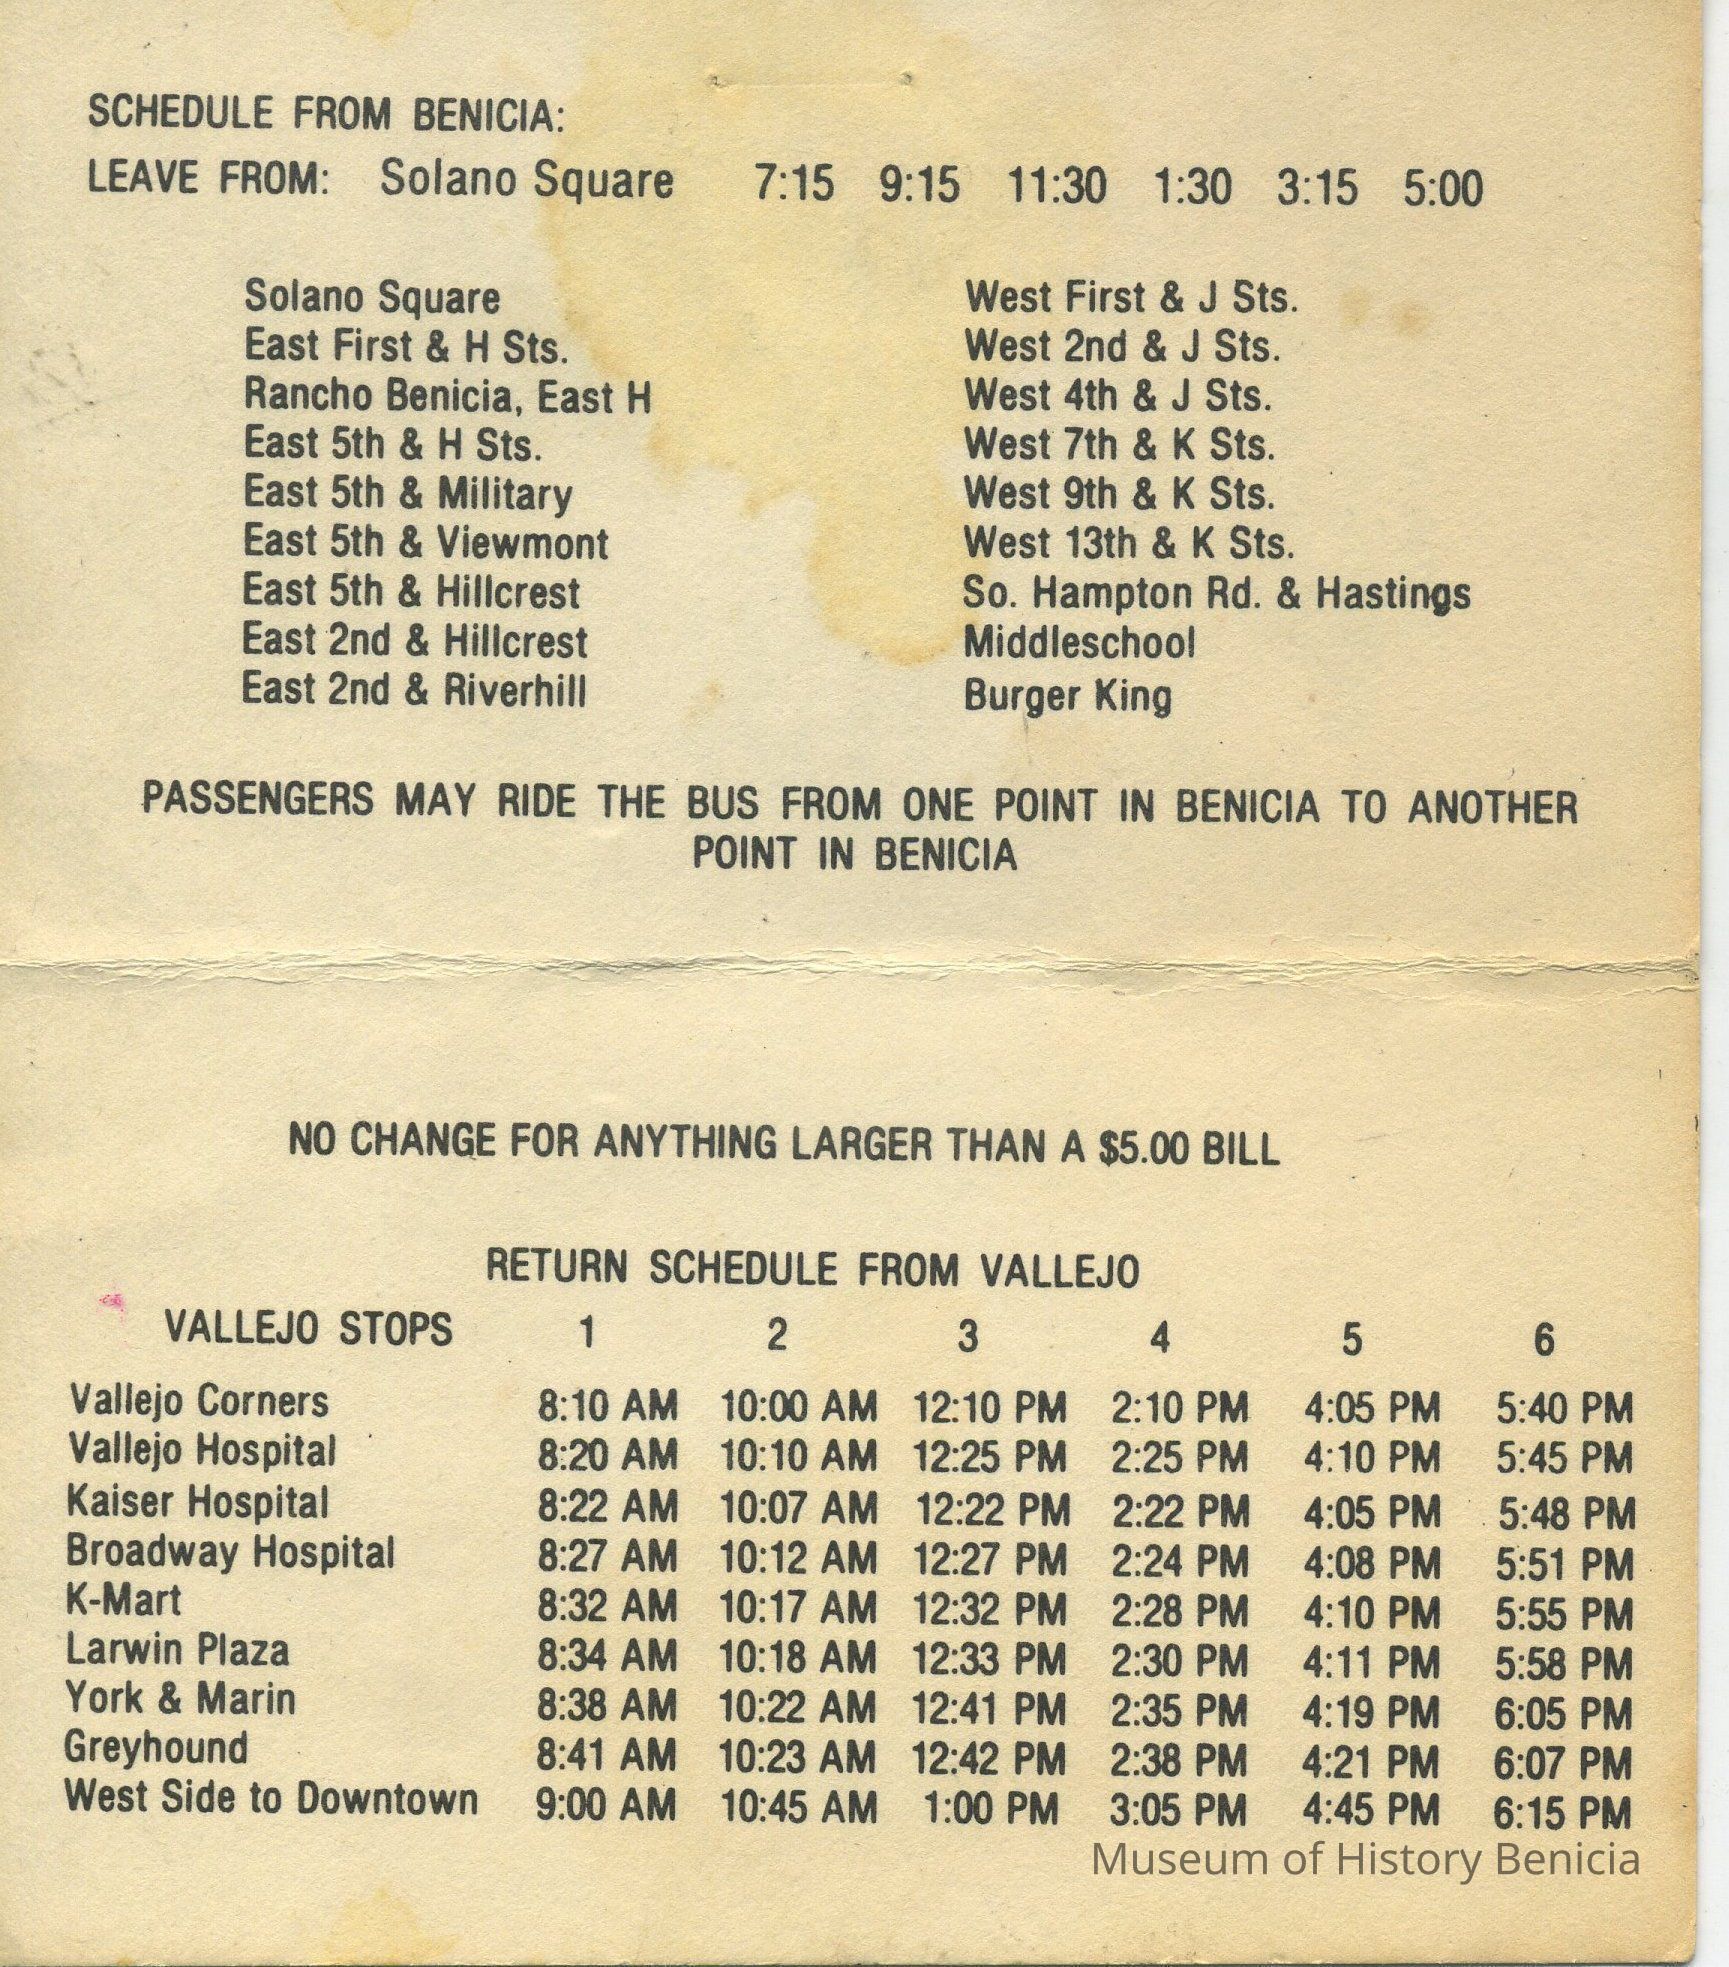 SCHEDULE FROM BENICIA:
LEAVE FROM: Solano Square 7:15 9:15 11:30 1:30 3:15 5:00
Solano Square
East First & H Sts.
Rancho Benicia, East H
East 5th & H Sts.
East 5th & Military
East 5th & Viewmont
East 5th & Hillcrest
East 2nd & Hillcrest
East 2nd & Riverhill
West First & J Sts.
West 2nd & J Sts.
West 4th & J Sts.
West 7th & K Sts.
West 9th & K Sts.
West 13th & K Sts.
So. Hampton Rd. & Hastings
Middleschool
Burger King
PASSENGERS MAY RIDE THE BUS FROM ONE POINT IN BENICIA TO ANOTHER
POINT IN BENICIA
NO CHANGE FOR ANYTHING LARGER THAN A $5.00 BILL
RETURN SCHEDULE FROM VALLEJO
VALLEJO STOPS 1 2 3 4 5 6
Vallejo Corners 8:10 AM 10:00 AM 12:10 PM 2:10 PM 4:05 PM 5:40 PM
Vallejo Hospital 8:20 AM 10:10 AM 12:25 PM 2:25 PM 4:10 PM 5:45 PM
Kaiser Hospital 8:22 AM 10:07 AM 12:22 PM 2:22 PM 4:05 PM 5:48 PM
Broadway Hospital 8:27 AM 10:12 AM 12:27 PM 2:24 PM 4:08 PM 5:51 PM
K-Mart 8:32 AM 10:17 AM 12:32 PM 2:28 PM 4:10 PM 5:55 PM
Larwin Plaza 8:34 AM 10:18 AM 12:33 PM 2:30 PM 4:11 PM 5:58 PM
York & Marin 8:38 AM 10:22 AM 12:41 PM 2:35 PM 4:19 PM 6:05 PM
Greyhound 8:41 AM 10:23 AM 12:42 PM 2:38 PM 4:21 PM 6:07 PM
West Side to Downtown 9:00 AM 10:45 AM 1:00 PM 3:05 PM 4:45 PM 6:15 PM
Museum of History Benicia